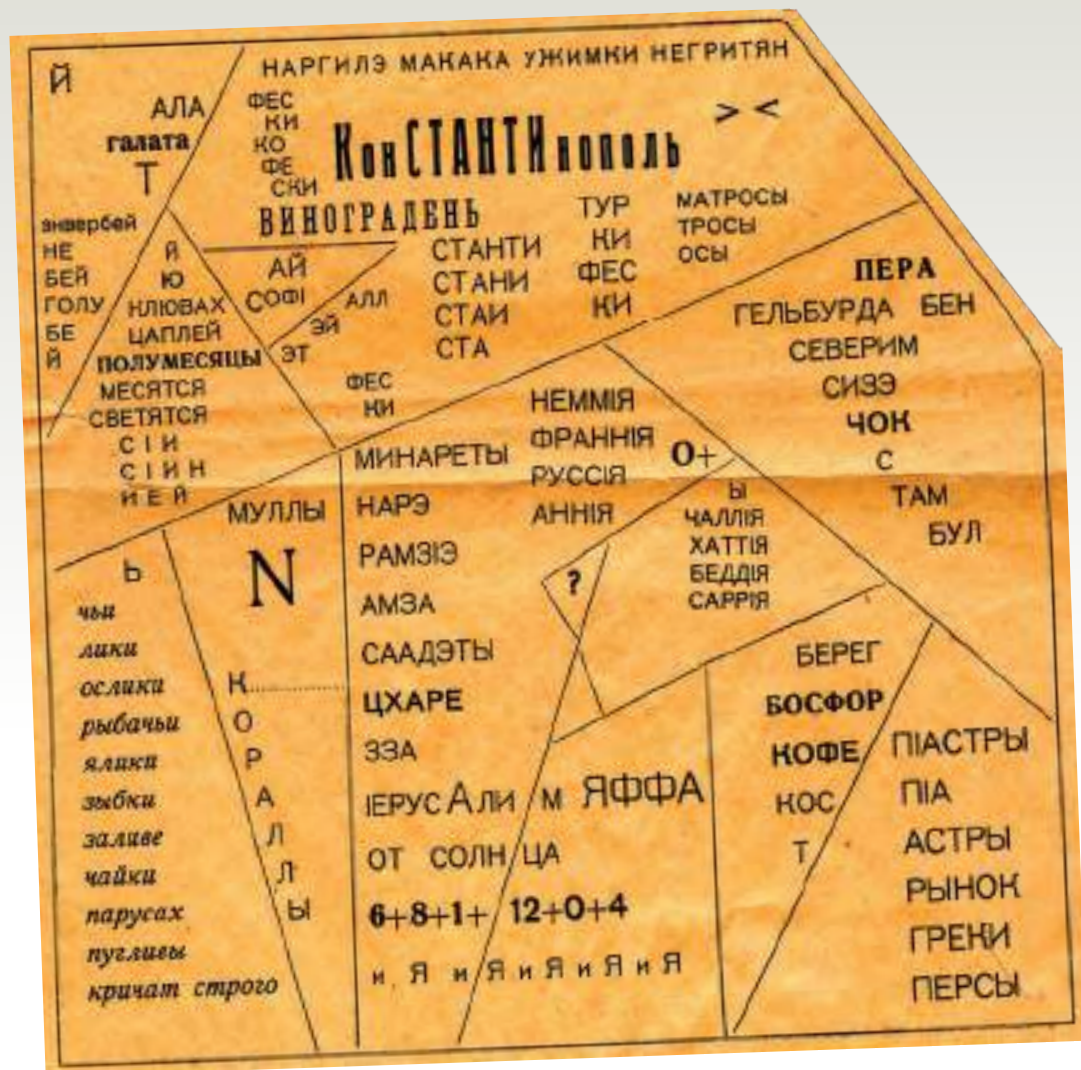 Й
АЛА
галата
Т
энвербей
НЕ
БЕЙ
ГОЛУ
БЕ
Й
НАРГИЛЭ МАКАКА УЖИМКИ НЕГРИТЯН
ФЕС
КИ
КО
ФЕ
СКИ
> <
КонСТАНТИнополь
ВИНОГРАДЕНЬ
СТАНТИ
СТАНИ
СТАИ
СТА
ТУР
КИ
ФЕС
КИ
МАТРОСЫ
ТРОСЫ
ОСЫ
АЙ
СОФІ
АЛЛ
ЭЙ
ЭТ
ФЕС
КИ
Й
Ю
КЛЮВАХ
ЦАПЛЕЙ
ПОЛУМЕСЯЦЫ
МЕСЯТСЯ
СВЕТЯТСЯ
С І И
С І И Н
И Е Й
ПЕРА
ГЕЛЬБУРДА БЕН
СЕВЕРИМ
СИЗЭ
ЧОК
С
ТАМ
БУЛ
МИНАРЕТЫ
НАРЭ
РАМЗІЭ
АМЗА
СААДЭТЫ
ЦХАРЕ
ЗЗА
ІЕРУСАЛИ М ЯФФА
ОТ СОЛНЦА
6+8+1+ 12+0+4
и Я и Я и Я и Я и Я
НЕММІЯ
ФРАННІЯ
РУССІЯ
АННІЯ
О+
Ы
ЧАЛЛІЯ
ХАТТІЯ
БЕДДІЯ
САРРІЯ
?
МУЛЛЫ
N
К
О
Р
А
Л
Л
Ы
Ь
чьи
лики
ослики
рыбачьи
ялики
зыбки
заливе
чайки
парусах
пугливы
кричат строго
БЕРЕГ
БОСФОР
КОФЕ
КОС
Т
ПІАСТРЫ
ПІА
АСТРЫ
РЫНОК
ГРЕКИ
ПЕРСЫ